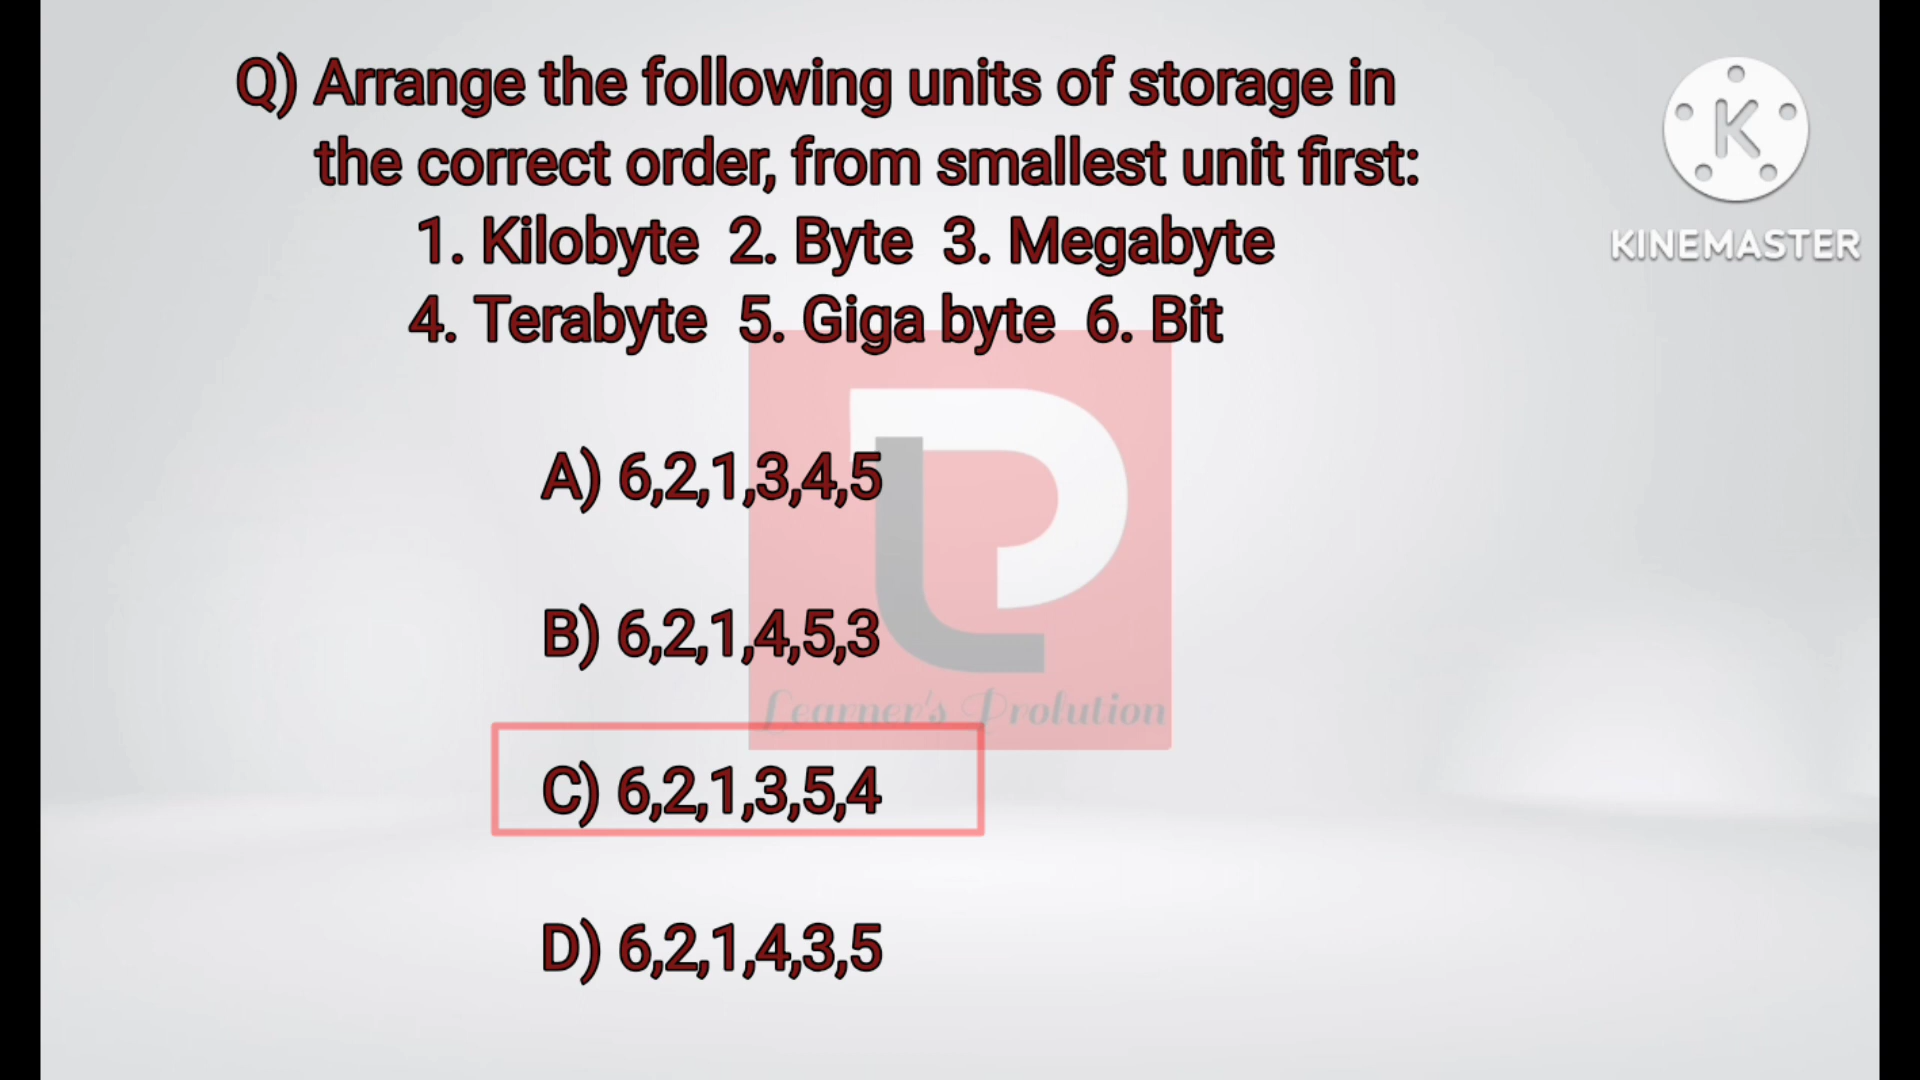 Q) Arrange the following units of storage in
the correct order, from smallest unit first:
1. Kilobyte 2. Byte 3. Megabyte
4. Terabyte 5. Giga byte 6. Bit
A) 6,2,1,3,4,5
B) 6,2,1,4,5,3
C) 6,2,1,3,5,4
D) 6,2,1,4,3,5
Learner's Prolution
K
KINEMASTER